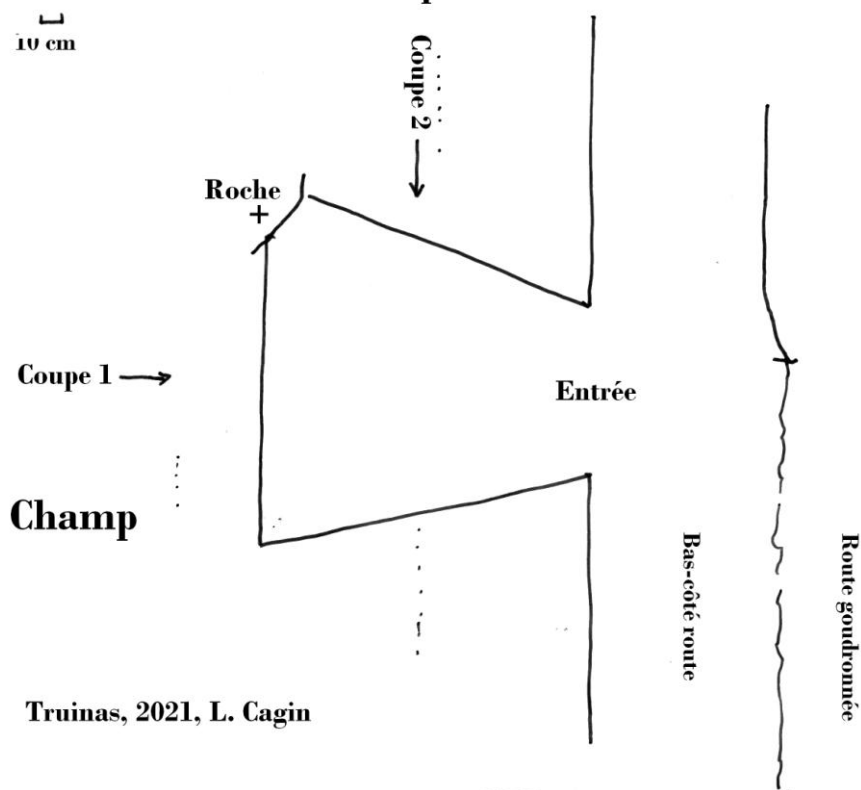 10 cm
Coupe 2
Roche
Coupe 1
Entrée
Champ
Bas-côté route
Route goudronnée
Truinas, 2021, L. Cagin